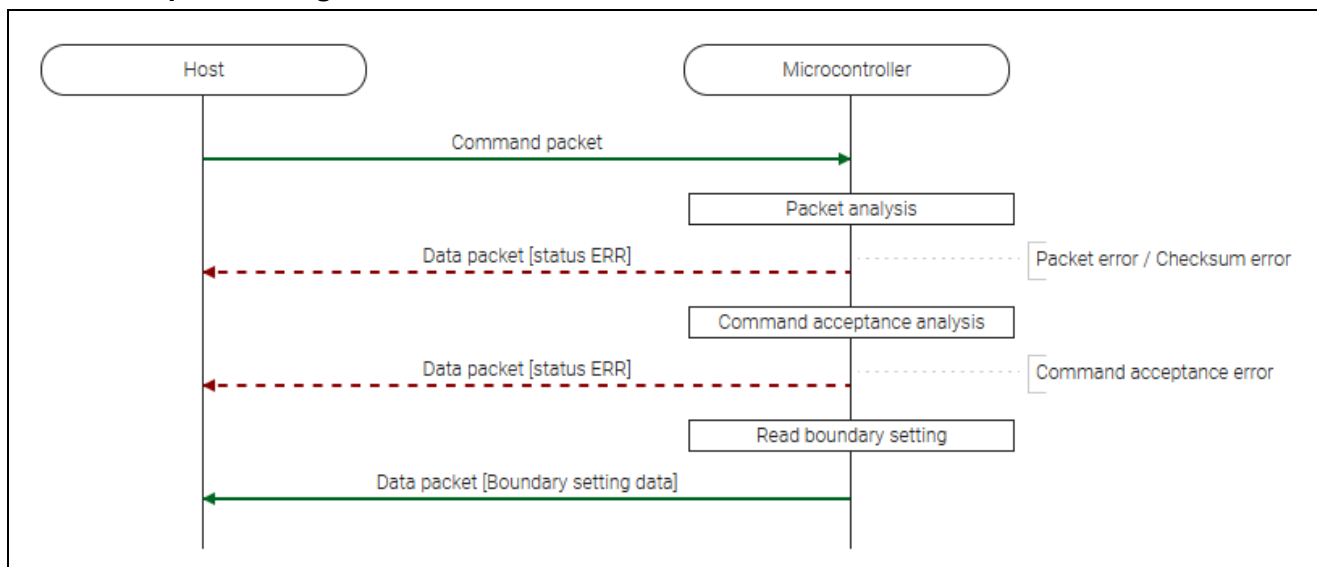 Host
Microcontroller
Command packet
Packet analysis
Data packet [status ERR]
Packet error / Checksum error
Command acceptance analysis
Data packet [status ERR]
Command acceptance error
Read boundary setting
Data packet [Boundary setting data]